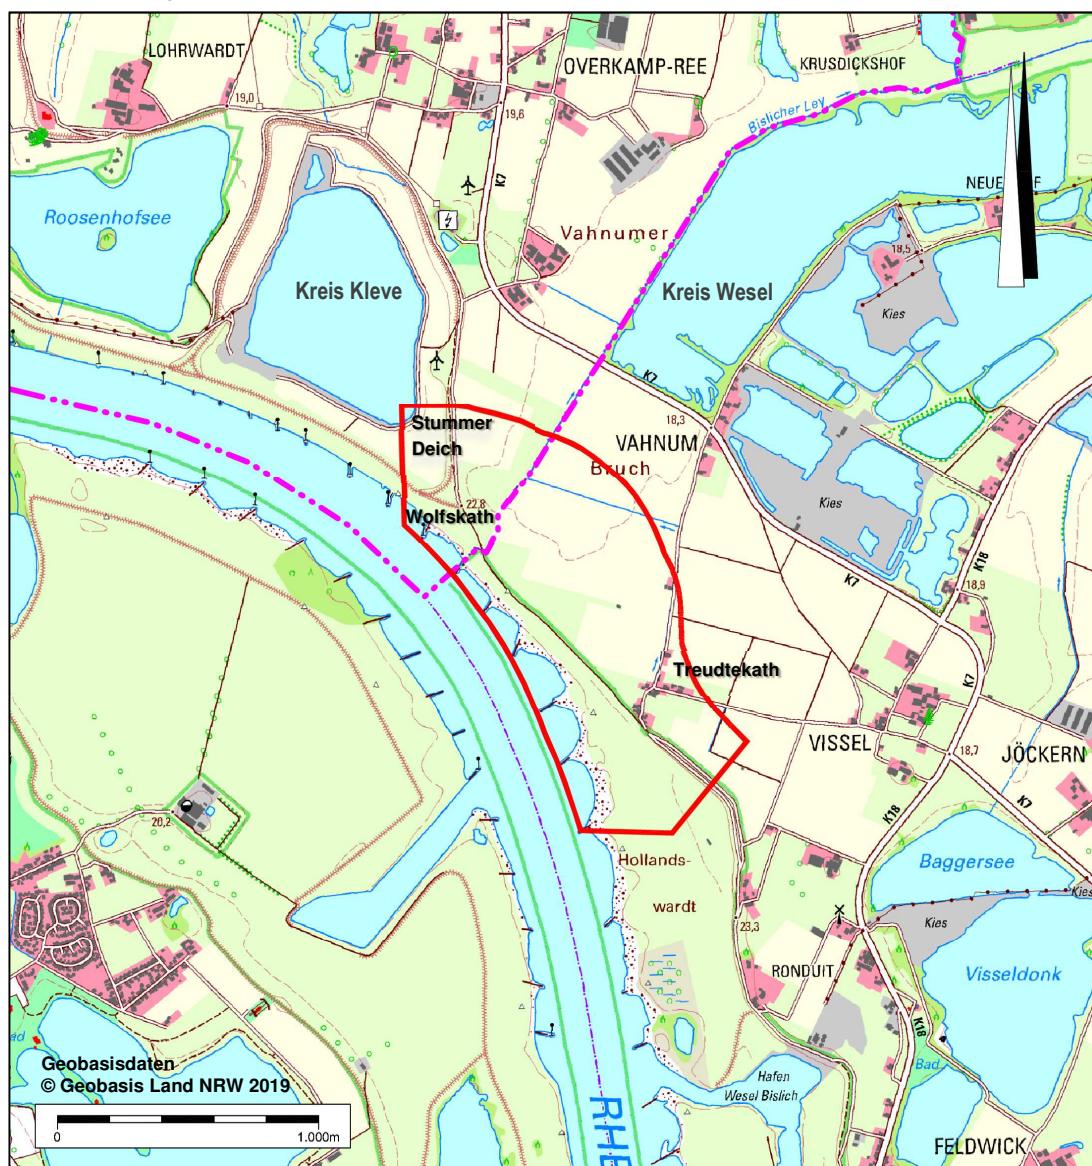 LOHRWARDT
OVERKAMP-REE
KRUSDICKSHOF
19,0
19,6
Bislicher Ley
K7
NEUE
Roosenhofsee
Vahnumer
18,5
Kreis Kleve
Kreis Wesel
Kies
K7
Stummer
Deich
18,3
VAHNUM
Bruch
Kies
22,8
Wolfskath
K7
K18
18,9
Treudtekath
K7
VISSEL
18,7
JÖCKERN
K7
K18
20,2
Baggersee
Hollands-
wardt
Kies
Kies
23,3
RONDUIT
Visseldonk
K18
Bad
Geobasisdaten
© Geobasis Land NRW 2019
Hafen
Wesel Bislich
RHE
0
1.000m
FELDWICK